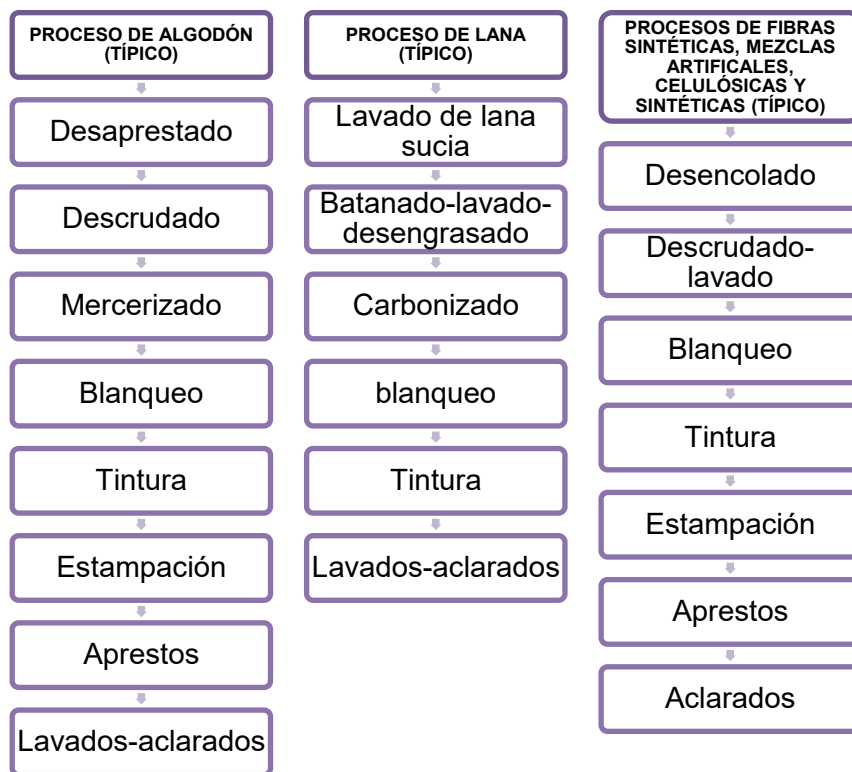 PROCESO DE ALGODÓN
(TÍPICO)
Desaprestado
Descrudado
Mercerizado
Blanqueo
Tintura
Estampación
Aprestos
Lavados-aclarados
PROCESO DE LANA
(TÍPICO)
Lavado de lana
sucia
Batanado-lavado-
desengrasado
Carbonizado
blanqueo
Tintura
Lavados-aclarados
PROCESOS DE FIBRAS
SINTÉTICAS, MEZCLAS
ARTIFICALES,
CELULÓSICAS Y
SINTÉTICAS (TÍPICO)
Desencolado
Descrudado-
lavado
Blanqueo
Tintura
Estampación
Aprestos
Aclarados